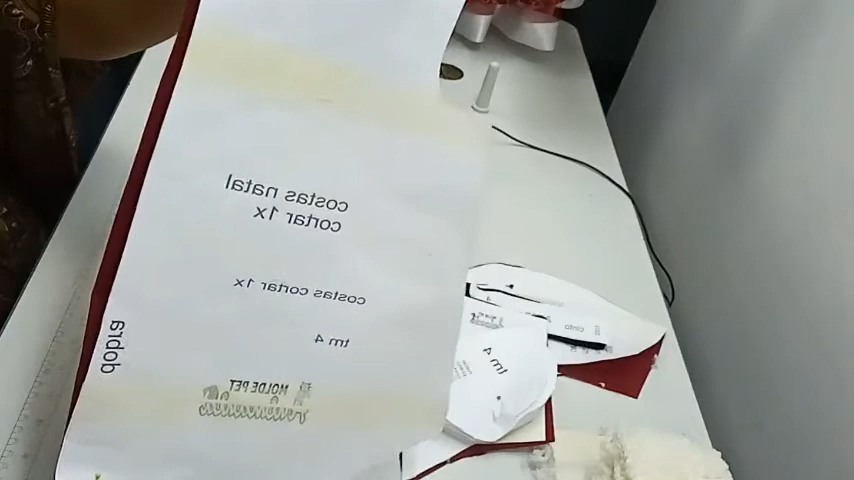 costas natal
cortar 1x
costas cortar 1x
tm 4
dobra
MOLDE PET
cinto
tm 4